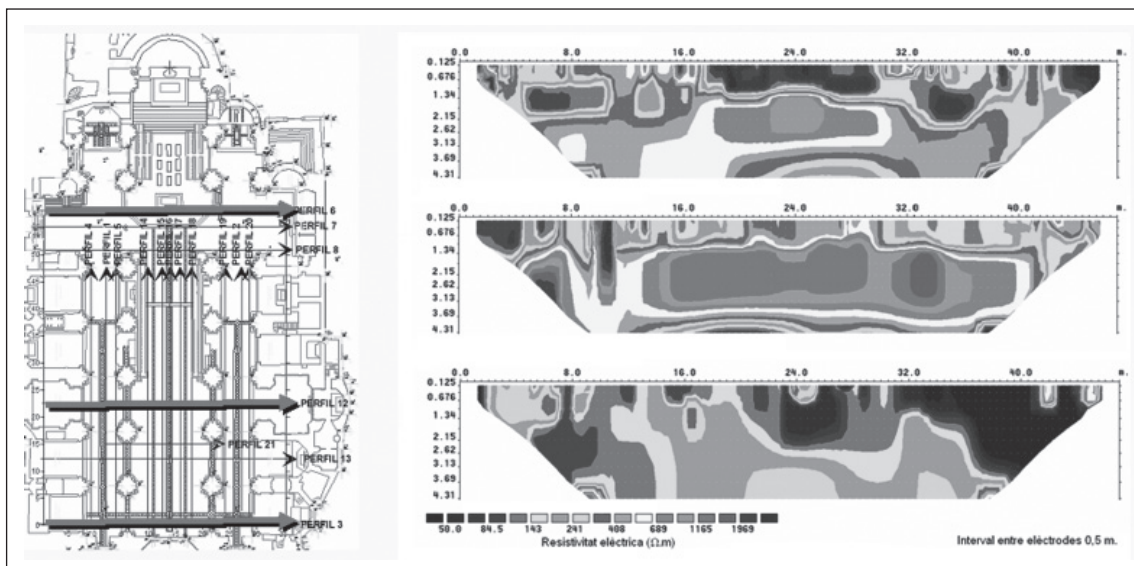 PERFIL 4
PERFIL 1
PERFIL 5
PERFIL 14
PERFIL 15
PERFIL 17
PERFIL 18
PERFIL 19
PERFIL 2
PERFIL 20
PERFIL 6
PERFIL 7
PERFIL 8
PERFIL 12
PERFIL 21
PERFIL 13
PERFIL 3
0.0 8.0 16.0 24.0 32.0 40.0 m.
0.125
0.676
1.34
2.15
2.62
3.13
3.69
4.31
0.0 8.0 16.0 24.0 32.0 40.0 m.
0.125
0.676
1.34
2.15
2.62
3.13
3.69
4.31
0.0 8.0 16.0 24.0 32.0 40.0 m.
0.125
0.676
1.34
2.15
2.62
3.13
3.69
4.31
50.0 84.5 143 241 408 689 1165 1969
Resistivitat elèctrica (Ω.m)
Interval entre elèctrodes 0,5 m.